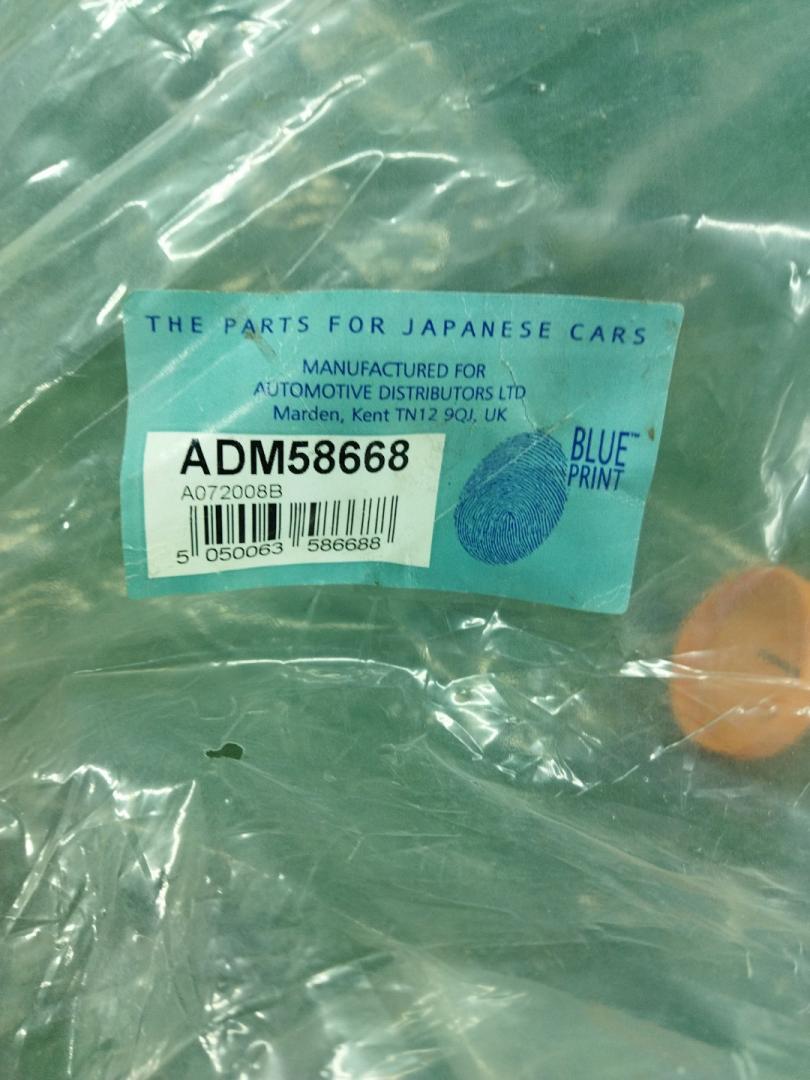 THE PARTS FOR JAPANESE CARS
MANUFACTURED FOR
AUTOMOTIVE DISTRIBUTORS LTD
Marden, Kent TN12 9QJ, UK
ADM58668
A072008B
5 050063 586688
BLUE™
PRINT